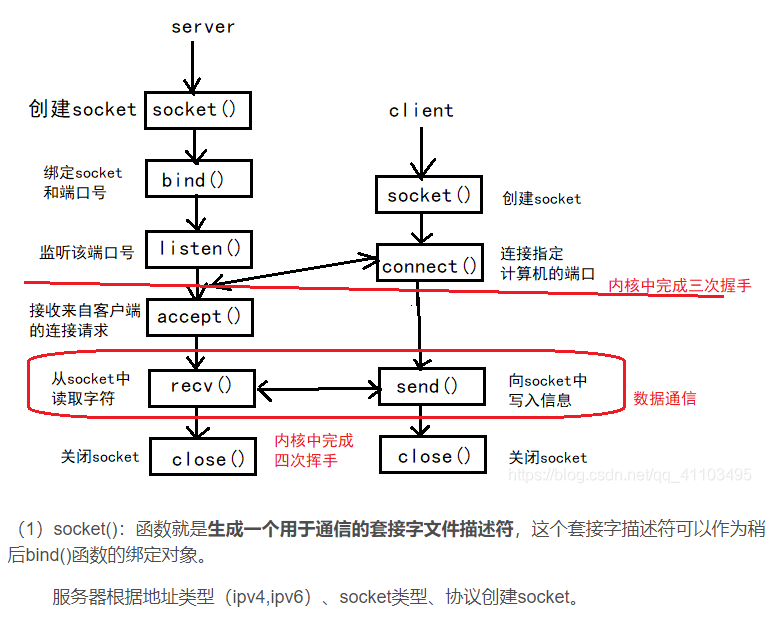 server
创建socket socket()
client
绑定socket
和端口号
bind()
socket() 创建socket
监听该端口号 listen()
connect()
连接指定
计算机的端口
内核中完成三次握手
接收来自客户端
的连接请求
accept()
从socket中
读取字符
recv()
send()
向socket中
写入信息
数据通信
内核中完成
四次挥手
关闭socket close()
close() 关闭socket
https://blog.csdn.net/qq_41103495
（1）socket()：函数就是生成一个用于通信的套接字文件描述符，这个套接字描述符可以作为稍
后bind()函数的绑定对象。
服务器根据地址类型（ipv4,ipv6）、socket类型、协议创建socket。